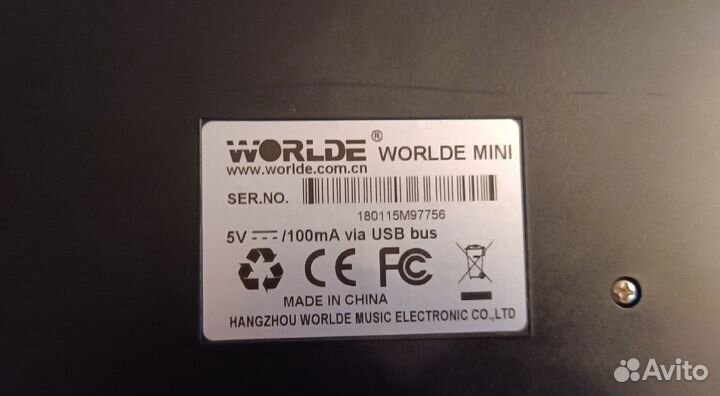 WORLDE® WORLDE MINI
www.worlde.com.cn
SER.NO.
180115M97756
5V /100mA via USB bus
CE FC
MADE IN CHINA
HANGZHOU WORLDE MUSIC ELECTRONIC CO.,LTD
Avito